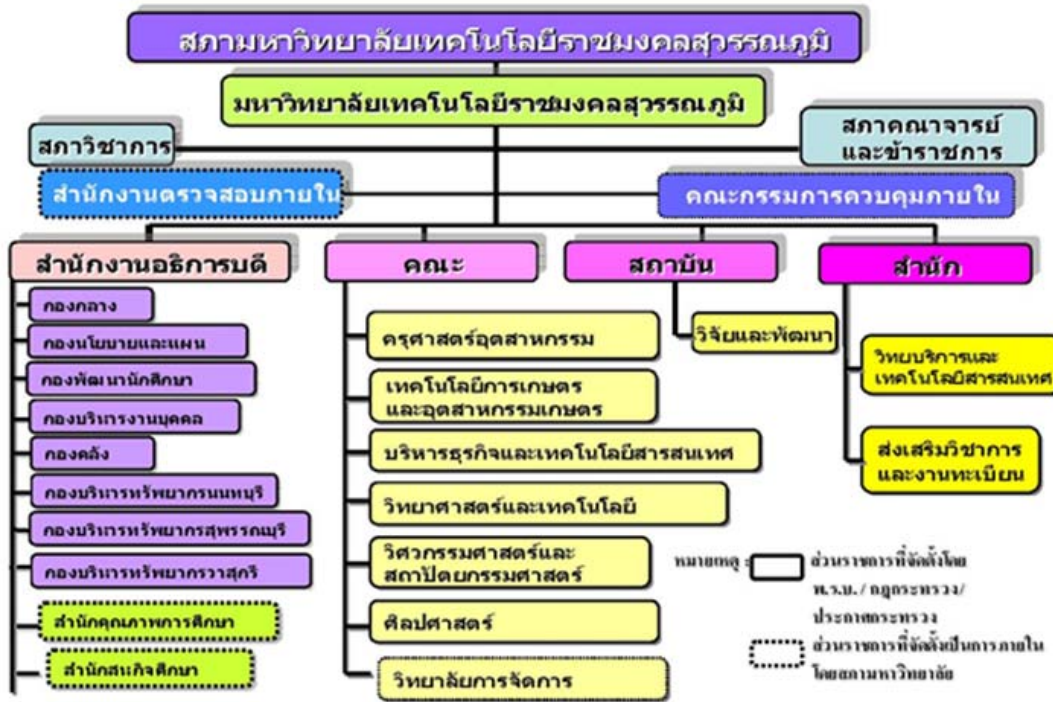 สภามหาวิทยาลัยเทคโนโลยีราชมงคลสุวรรณภูมิ
มหาวิทยาลัยเทคโนโลยีราชมงคลสุวรรณภูมิ
สภาวิชาการ
สภาคณาจารย์
และข้าราชการ
สำนักงานตรวจสอบภายใน
คณะกรรมการควบคุมภายใน
สำนักงานอธิการบดี
กองกลาง
กองนโยบายและแผน
กองพัฒนานักศึกษา
กองบริหารงานบุคคล
กองคลัง
กองบริหารทรัพยากรนนทบุรี
กองบริหารทรัพยากรสุพรรณบุรี
กองบริหารทรัพยากรวาสุกรี
สำนักคุณภาพการศึกษา
สำนักสหกิจศึกษา
คณะ
ครุศาสตร์อุตสาหกรรม
เทคโนโลยีการเกษตร
และอุตสาหกรรมเกษตร
บริหารธุรกิจและเทคโนโลยีสารสนเทศ
วิทยาศาสตร์และเทคโนโลยี
วิศวกรรมศาสตร์และ
สถาปัตยกรรมศาสตร์
ศิลปศาสตร์
วิทยาลัยการจัดการ
สถาบัน
วิจัยและพัฒนา
สำนัก
วิทยบริการและ
เทคโนโลยีสารสนเทศ
ส่งเสริมวิชาการ
และงานทะเบียน
หมายเหตุ :
ส่วนราชการที่จัดตั้งโดย
พ.ร.บ. / กฎกระทรวง/
ประกาศกระทรวง
ส่วนราชการที่จัดตั้งเป็นการภายใน
โดยสภามหาวิทยาลัย